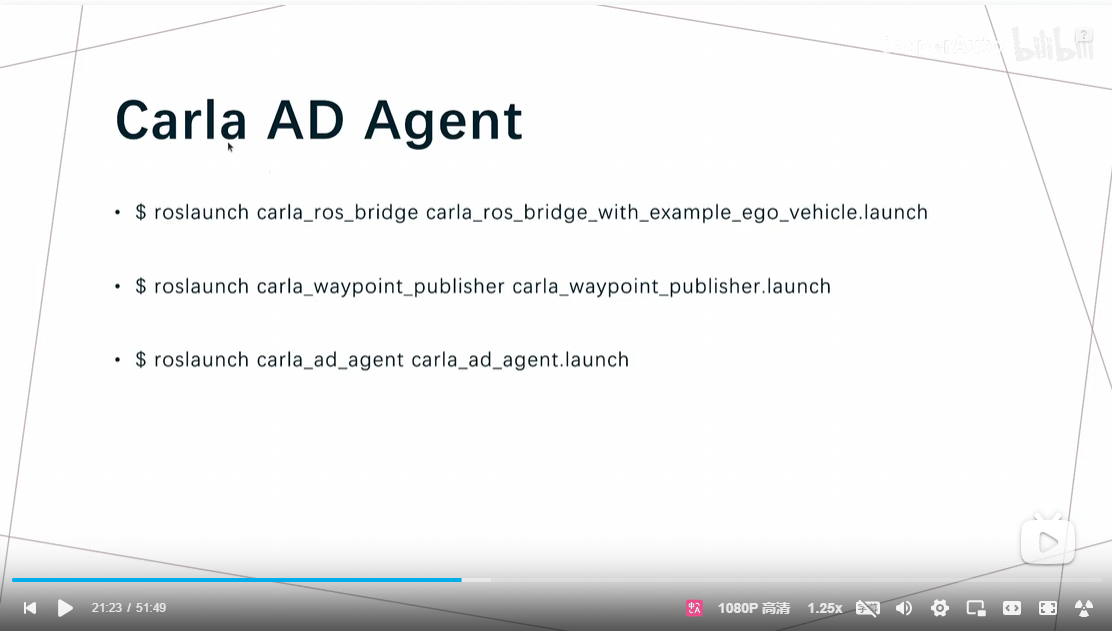 bilibili
Carla AD Agent
• $ roslaunch carla_ros_bridge carla_ros_bridge_with_example_ego_vehicle.launch
• $ roslaunch carla_waypoint_publisher carla_waypoint_publisher.launch
• $ roslaunch carla_ad_agent carla_ad_agent.launch
21:23 / 51:49
1080P 高清
1.25x